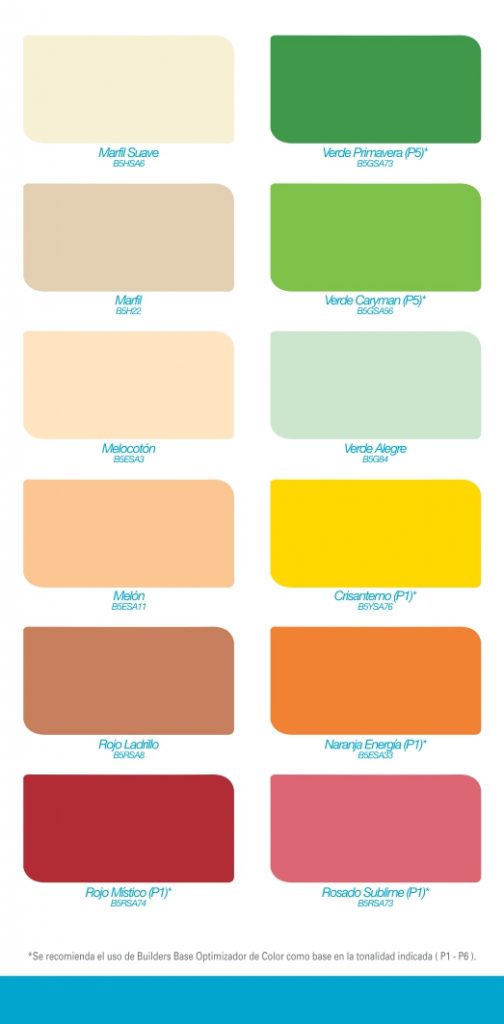 Marfil Suave
B5HSA6
Verde Primavera (P5)*
B5GSA73
Marfil
B5H22
Verde Caryman (P5)*
B5GSA56
Melocotón
B5ESA3
Verde Alegre
B5G84
Melón
B5ESA11
Crisantemo (P1)*
B5YSA76
Rojo Ladrillo
B5RSA8
Naranja Energía (P1)*
B5ESA33
Rojo Místico (P1)*
B5RSA74
Rosado Sublime (P1)*
B5RSA73
*Se recomienda el uso de Builders Base Optimizador de Color como base en la tonalidad indicada ( P1 - P6 ).